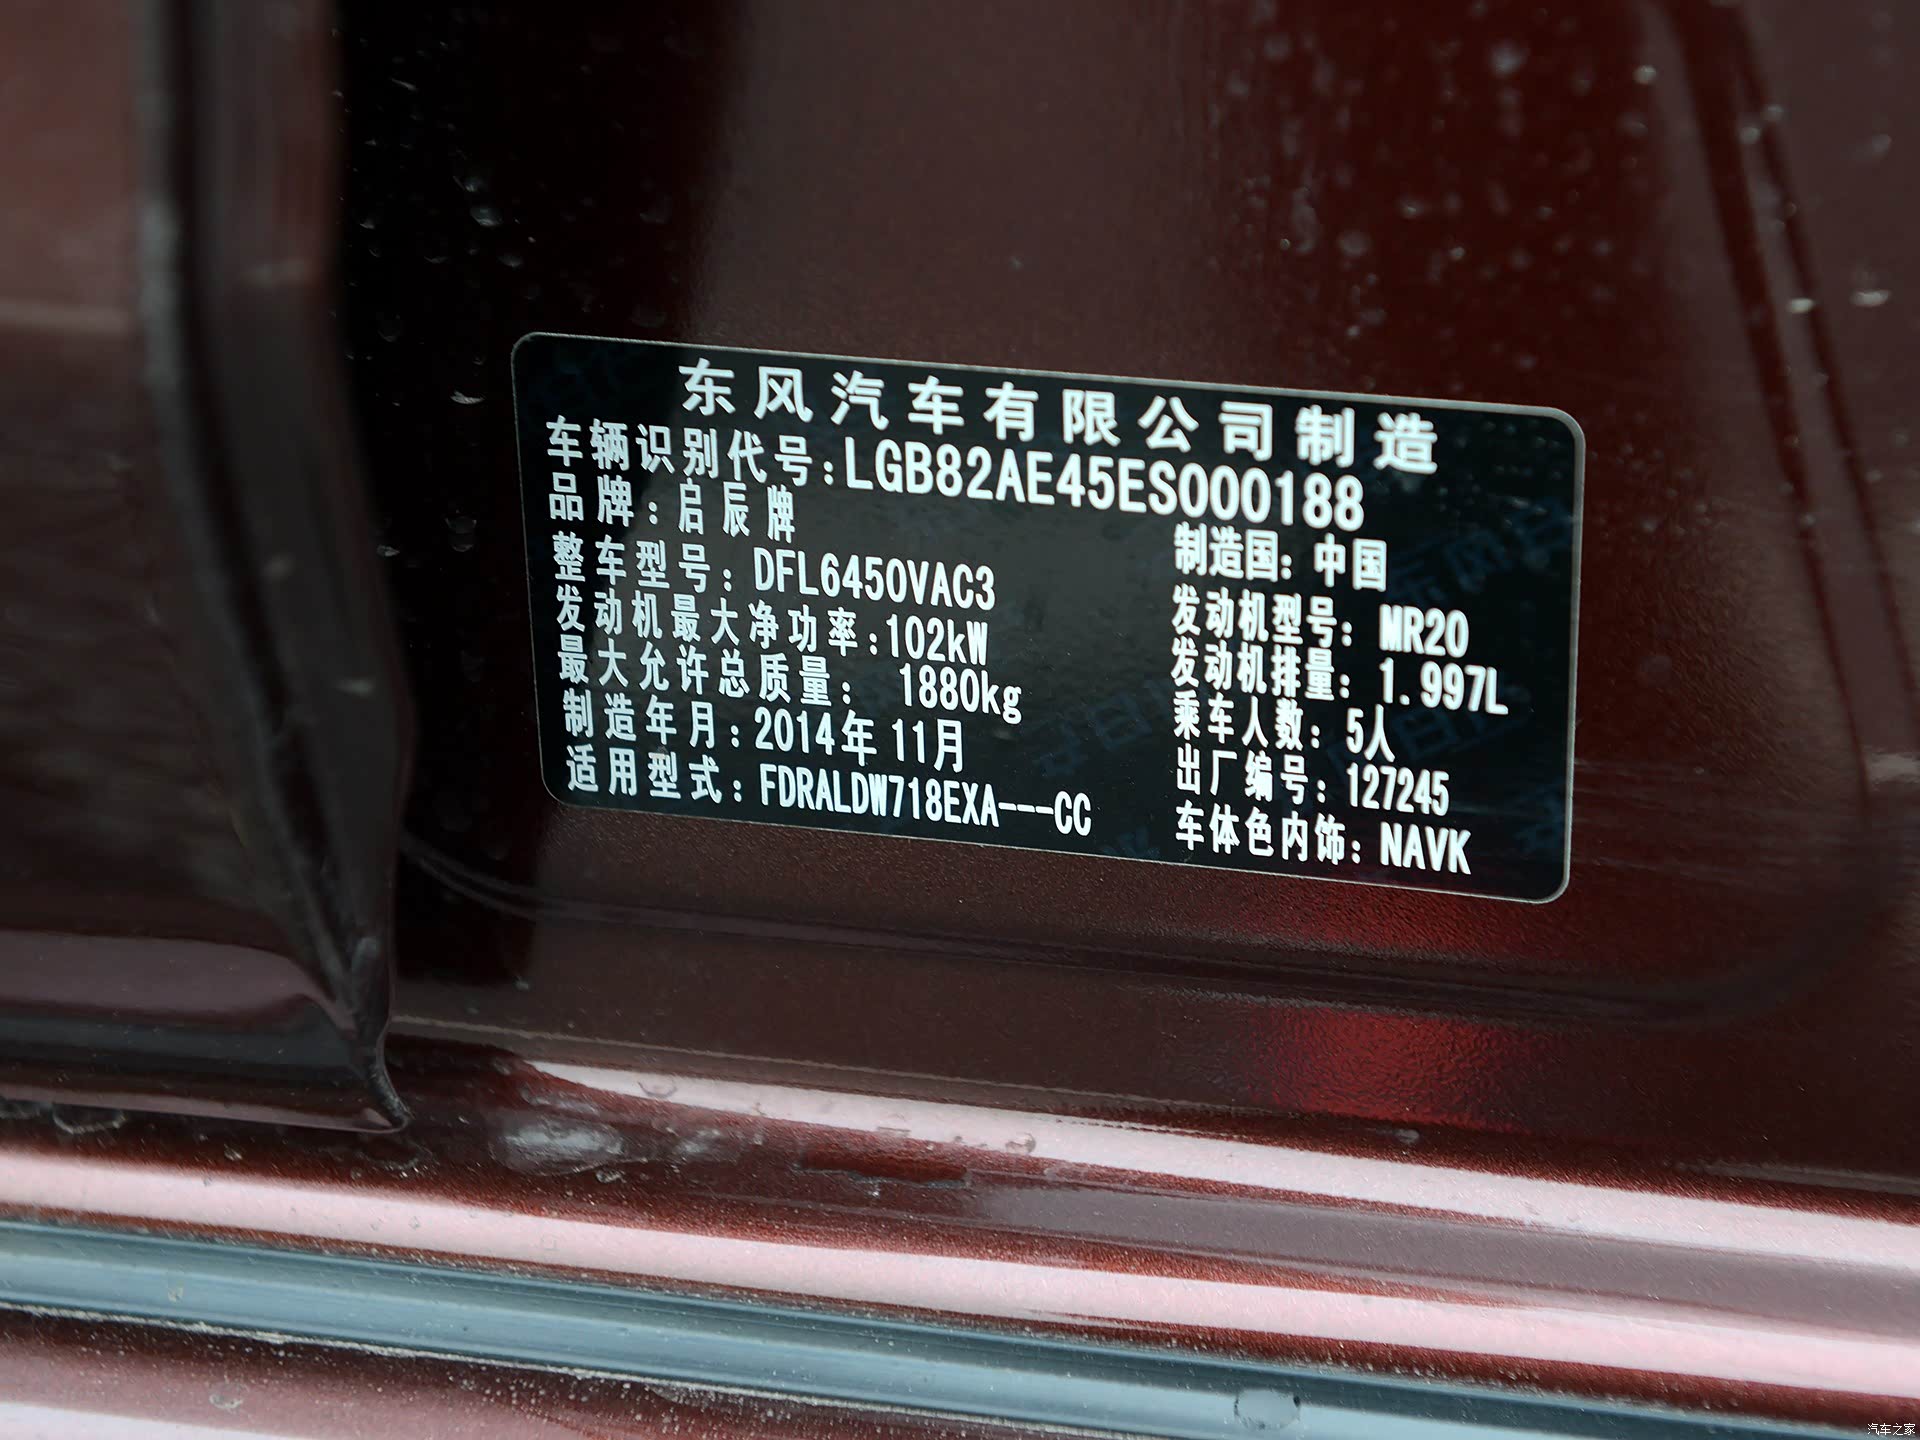 东风汽车有限公司制造
车辆识别代号:LGB82AE45ES000188
品牌:启辰牌
制造国:中国
整车型号:DFL6450VAC3
发动机型号:MR20
发动机最大净功率:102kW
发动机排量:1.997L
最大允许总质量: 1880kg
乘车人数:5人
制造年月:2014年11月
出厂编号:127245
适用型式:FDRALDW718EXA---CC
车体色内饰:NAVK
汽车之家